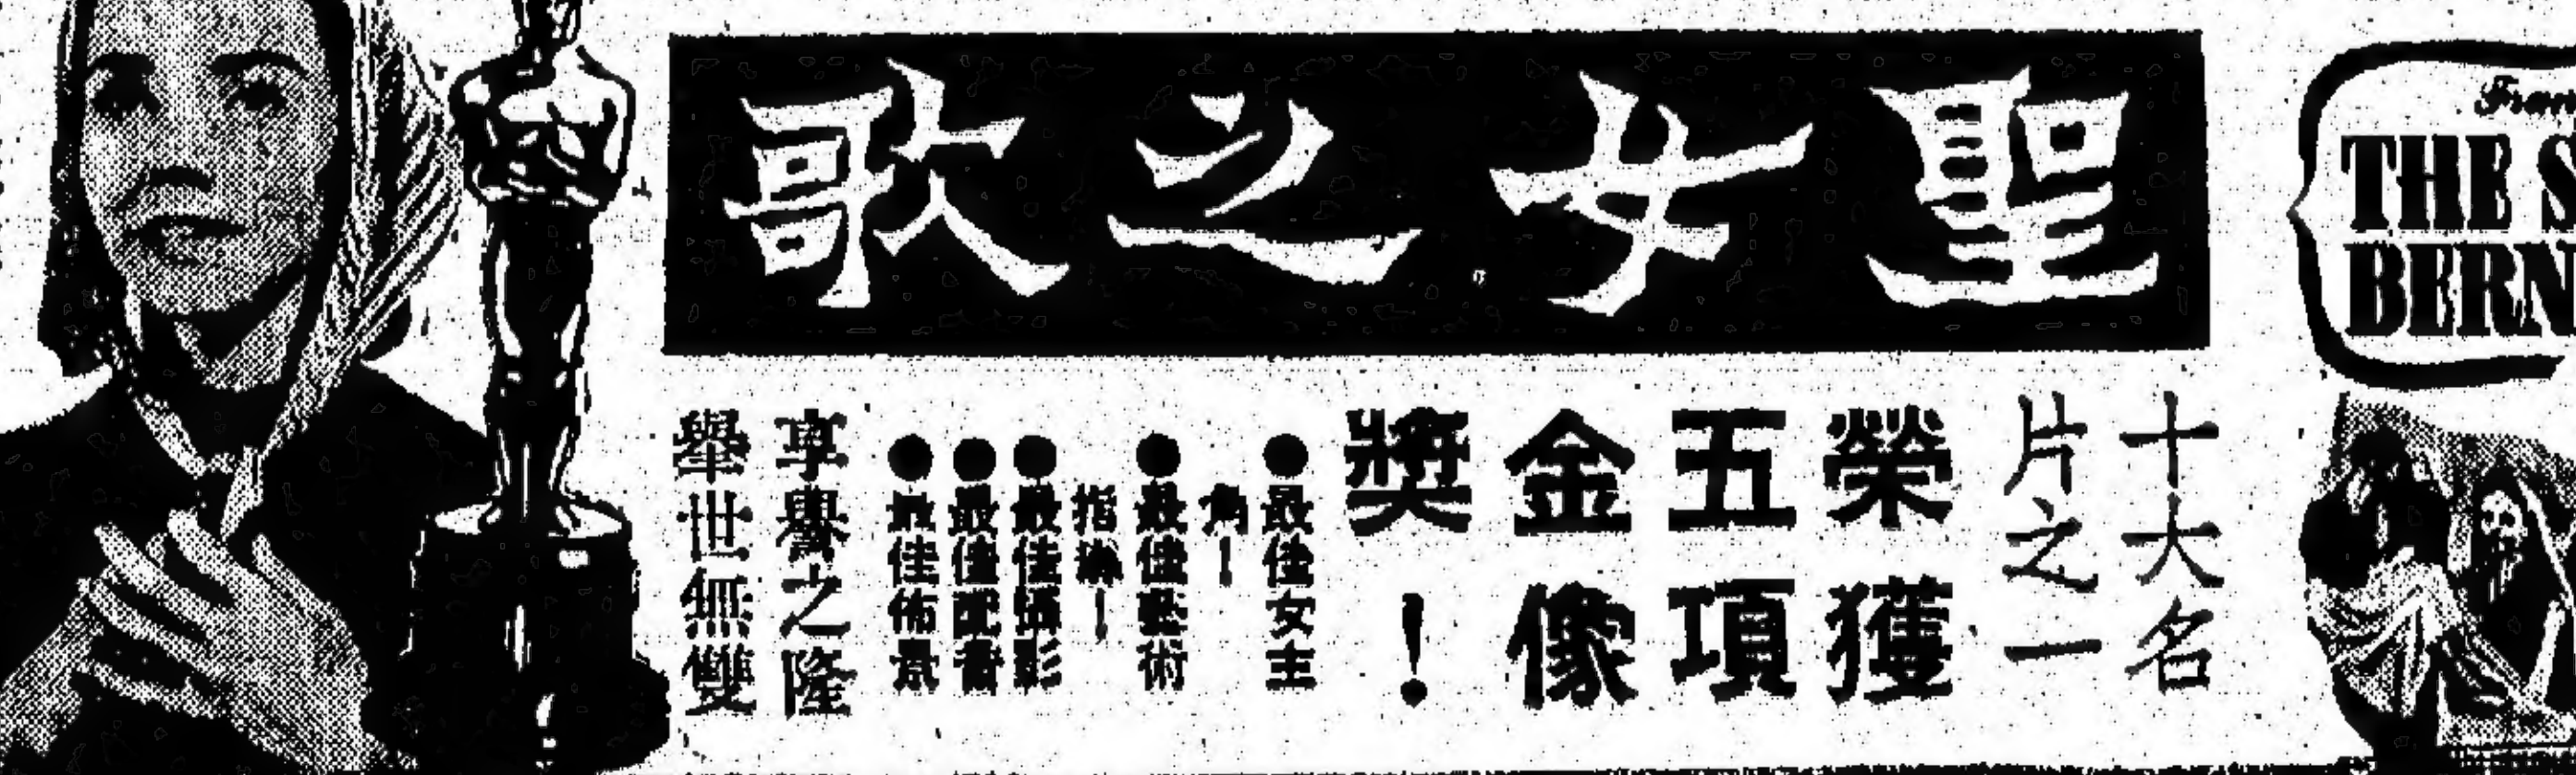 聖女之歌
十大名
片之一
榮獲
五項
金像
獎！
●最佳女主
角—
●最佳藝術
指導—
●最佳攝影
●最佳配音
●最佳佈景
享譽之隆
舉世無雙
THE S
BERN